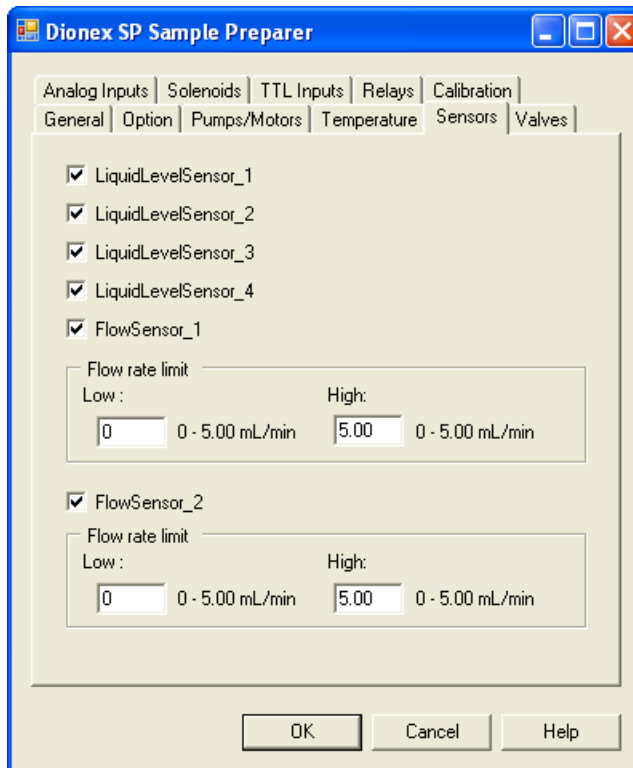 Dionex SP Sample Preparer
Analog Inputs Solenoids TTL Inputs Relays Calibration
General Option Pumps/Motors Temperature Sensors Valves
LiquidLevelSensor_1
LiquidLevelSensor_2
LiquidLevelSensor_3
LiquidLevelSensor_4
FlowSensor_1
Flow rate limit
Low : High:
0 0 - 5.00 mL/min 5.00 0 - 5.00 mL/min
FlowSensor_2
Flow rate limit
Low : High:
0 0 - 5.00 mL/min 5.00 0 - 5.00 mL/min
OK Cancel Help